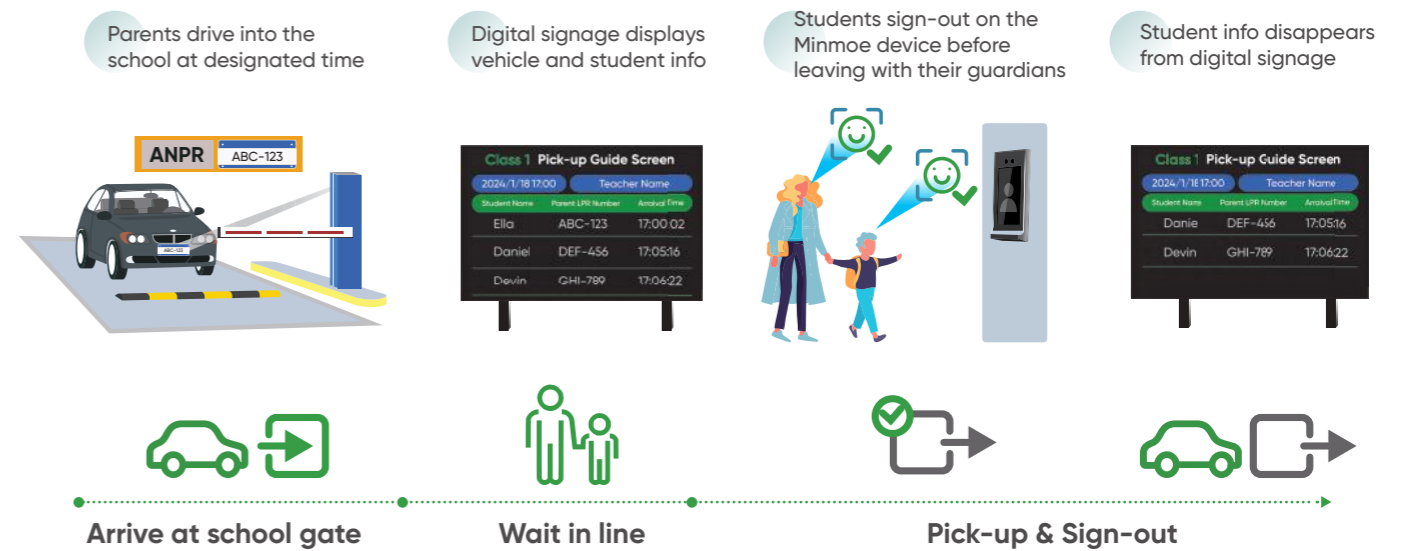 Parents drive into the
school at designated time
Digital signage displays
vehicle and student info
Students sign-out on the
Minmoe device before
leaving with their guardians
Student info disappears
from digital signage
ANPR ABC-123
ABC-123
Class 1 Pick-up Guide Screen
2024/1/18 17:00 Teacher Name
Student Name Parent LPR Number Arraival Time
Ella ABC-123 17:00:02
Daniel DEF-456 17:05:16
Devin GHI-789 17:06:22
Class 1 Pick-up Guide Screen
2024/1/18 17:00 Teacher Name
Student Name Parent LPR Number Arraival Time
Danie DEF-456 17:05:16
Devin GHI-789 17:06:22
Arrive at school gate
Wait in line
Pick-up & Sign-out